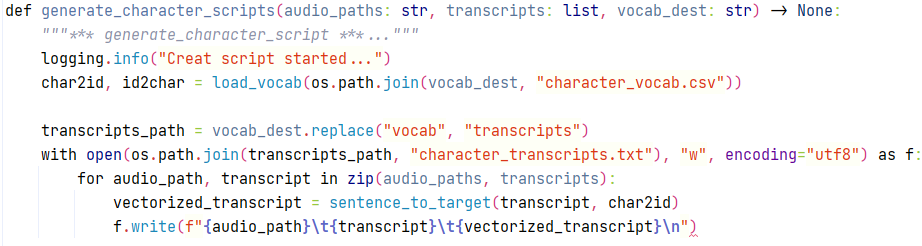 def generate_character_scripts(audio_paths: str, transcripts: list, vocab_dest: str) -> None:
    """*** generate_character_script ***..."""
    logging.info("Creat script started...")
    char2id, id2char = load_vocab(os.path.join(vocab_dest, "character_vocab.csv"))

    transcripts_path = vocab_dest.replace("vocab", "transcripts")
    with open(os.path.join(transcripts_path, "character_transcripts.txt"), "w", encoding="utf8") as f:
        for audio_path, transcript in zip(audio_paths, transcripts):
            vectorized_transcript = sentence_to_target(transcript, char2id)
            f.write(f"{audio_path}\t{transcript}\t{vectorized_transcript}\n")